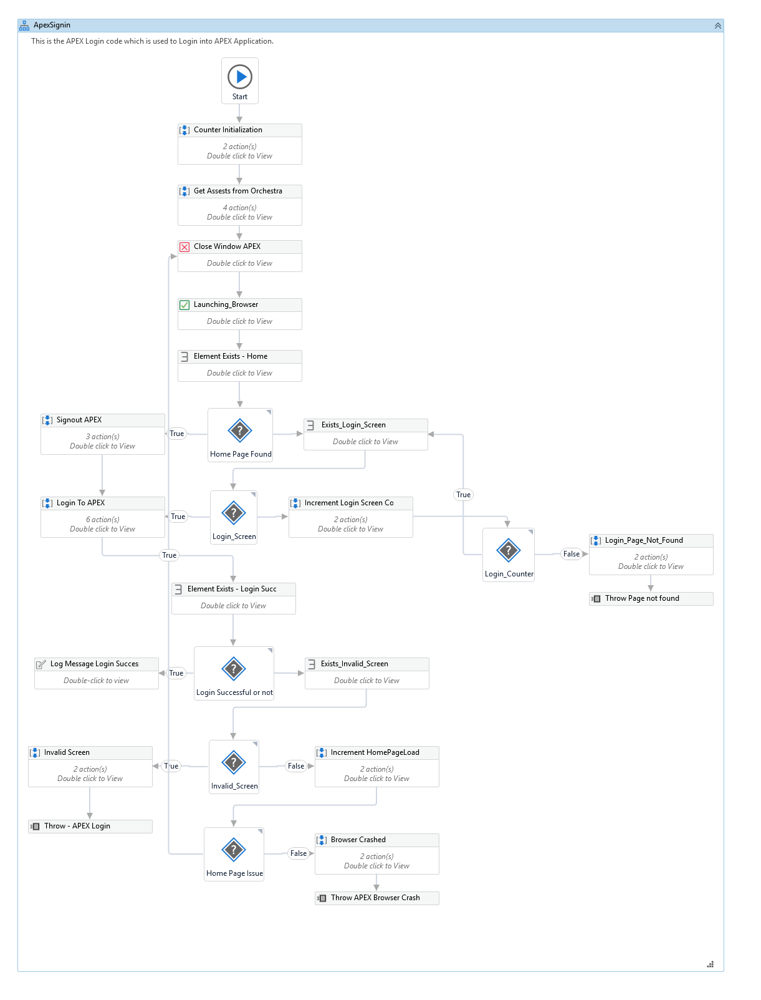 ApexSignin
This is the APEX Login code which is used to Login into APEX Application.
Start
Counter Initialization
2 action(s)
Double click to View
Get Assests from Orchestra
4 action(s)
Double click to View
Close Window APEX
Double click to View
Launching_Browser
Double click to View
Element Exists - Home
Double click to View
Signout APEX
3 action(s)
Double click to View
True
Home Page Found
Exists_Login_Screen
Double click to View
Login To APEX
6 action(s)
Double click to View
True
Login_Screen
Increment Login Screen Co
2 action(s)
Double click to View
True
Login_Counter
False
Login_Page_Not_Found
2 action(s)
Double click to View
Throw Page not found
True
Element Exists - Login Succ
Double click to View
Log Message Login Succes
Double-click to view
True
Login Successful or not
Exists_Invalid_Screen
Double click to View
Invalid Screen
2 action(s)
Double click to View
True
Invalid_Screen
False
Increment HomePageLoad
2 action(s)
Double click to View
Throw - APEX Login
Home Page Issue
False
Browser Crashed
2 action(s)
Double click to View
Throw APEX Browser Crash